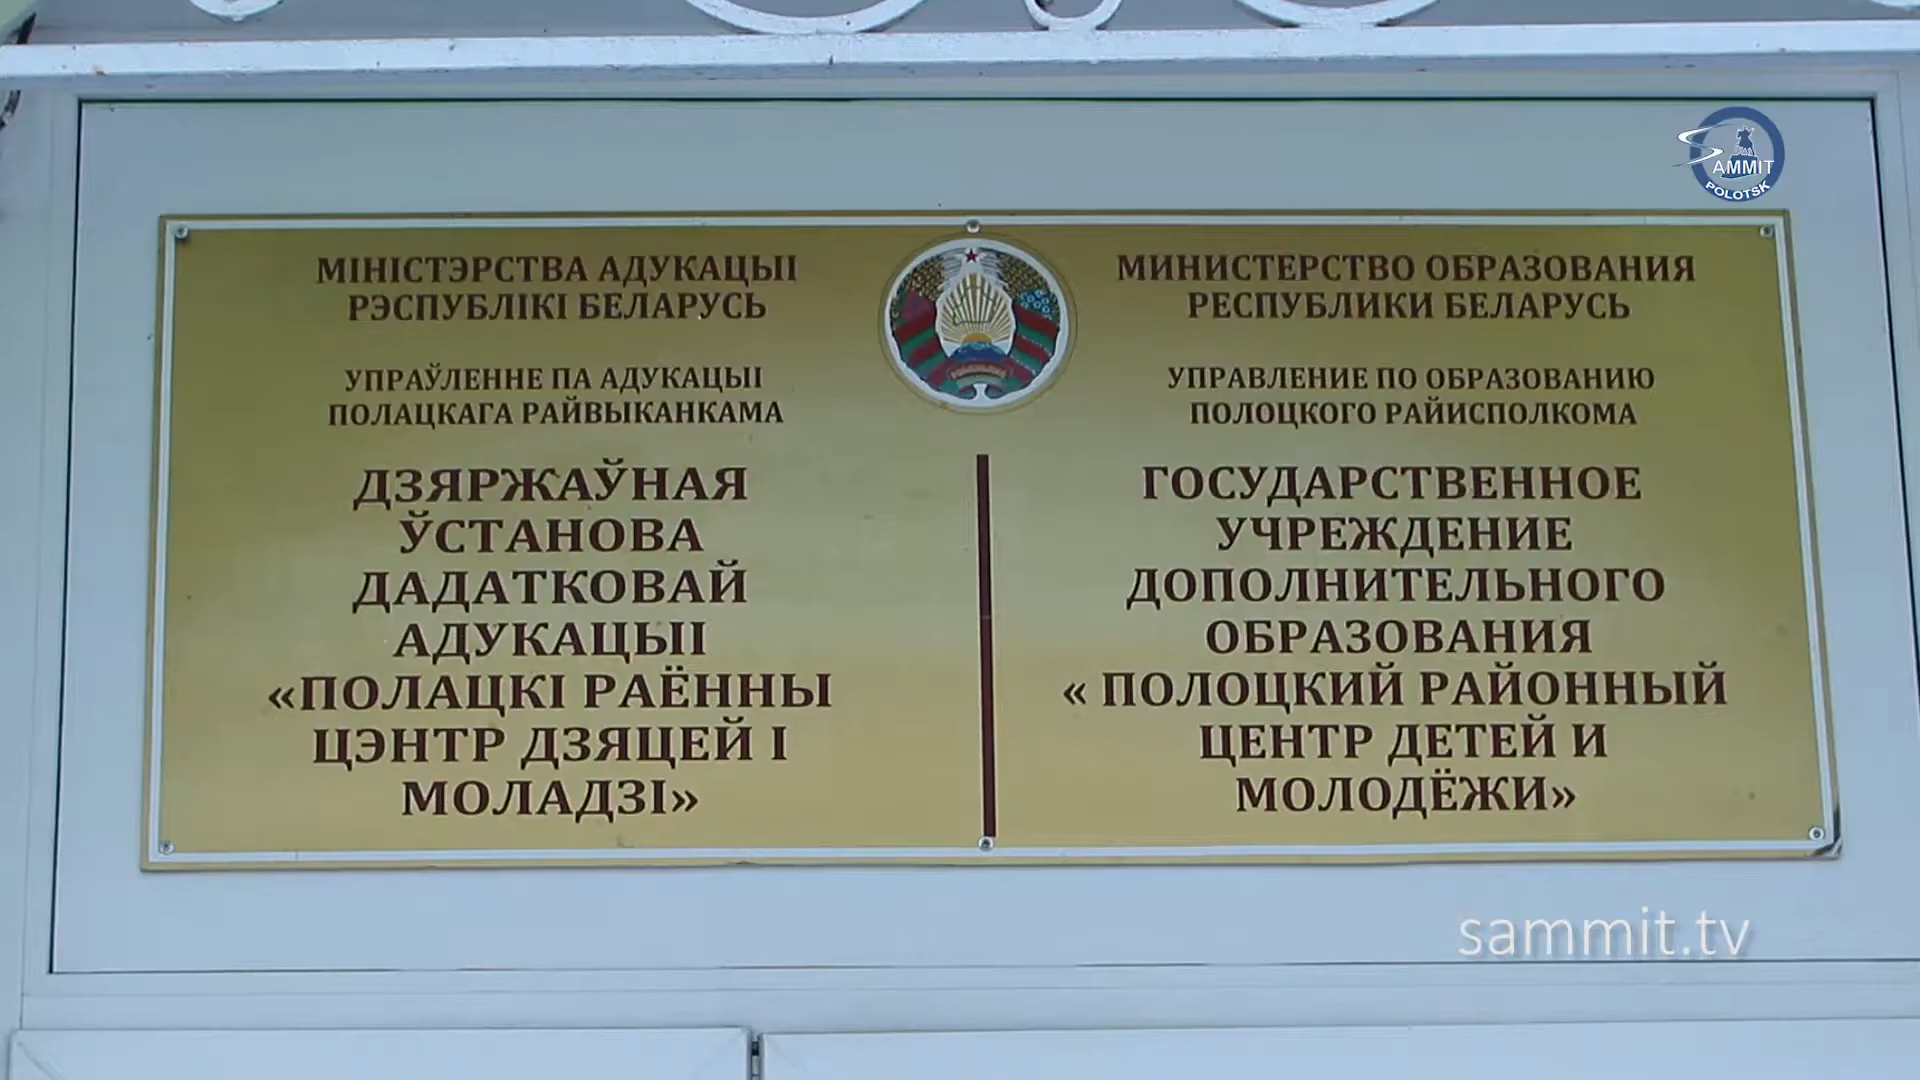 AMMIT
POLOTSK
МІНІСТЭРСТВА АДУКАЦЫІ
РЭСПУБЛІКІ БЕЛАРУСЬ
УПРАЎЛЕННЕ ПА АДУКАЦЫІ
ПОЛАЦКАГА РАЙВЫКАНКАМА
ДЗЯРЖАЎНАЯ
ЎСТАНОВА
ДАДАТКОВАЙ
АДУКАЦЫІ
«ПОЛАЦКІ РАЁННЫ
ЦЭНТР ДЗЯЦЕЙ І
МОЛАДЗІ»
МИНИСТЕРСТВО ОБРАЗОВАНИЯ
РЕСПУБЛИКИ БЕЛАРУСЬ
УПРАВЛЕНИЕ ПО ОБРАЗОВАНИЮ
ПОЛОЦКОГО РАЙИСПОЛКОМА
ГОСУДАРСТВЕННОЕ
УЧРЕЖДЕНИЕ
ДОПОЛНИТЕЛЬНОГО
ОБРАЗОВАНИЯ
« ПОЛОЦКИЙ РАЙОННЫЙ
ЦЕНТР ДЕТЕЙ И
МОЛОДЁЖИ»
sammit.tv